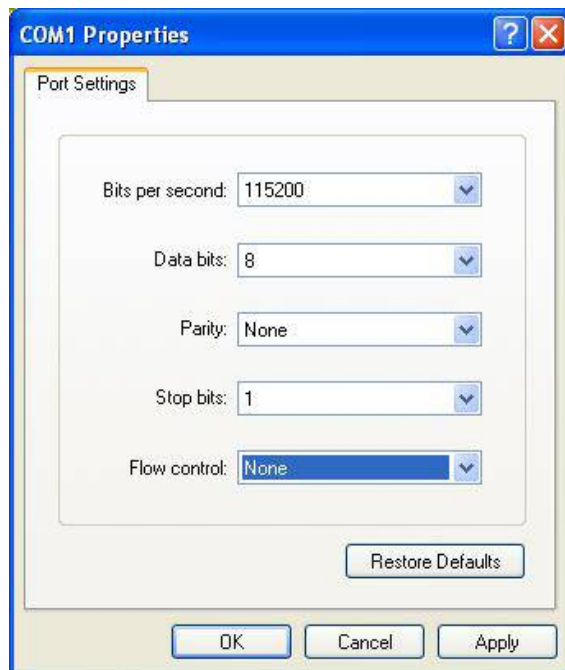 COM1 Properties
Port Settings
Bits per second: 115200
Data bits: 8
Parity: None
Stop bits: 1
Flow control: None
Restore Defaults
OK Cancel Apply